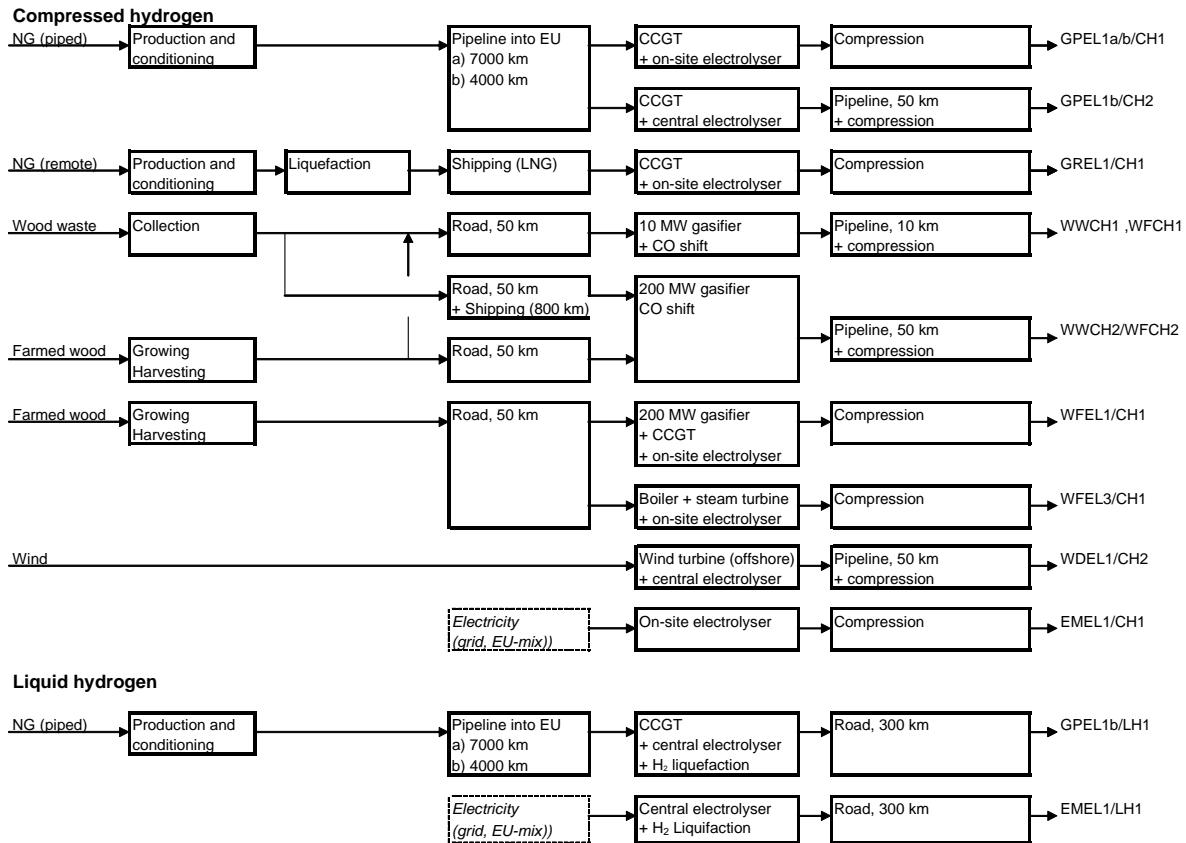 Compressed hydrogen
NG (piped)
Production and
conditioning
Pipeline into EU
a) 7000 km
b) 4000 km
CCGT
+ on-site electrolyser
Compression
GPEL1a/b/CH1
CCGT
+ central electrolyser
Pipeline, 50 km
+ compression
GPEL1b/CH2
NG (remote)
Production and
conditioning
Liquefaction
Shipping (LNG)
CCGT
+ on-site electrolyser
Compression
GREL1/CH1
Wood waste
Collection
Road, 50 km
10 MW gasifier
+ CO shift
Pipeline, 10 km
+ compression
WWCH1 ,WFCH1
Road, 50 km
+ Shipping (800 km)
200 MW gasifier
CO shift
Pipeline, 50 km
+ compression
WWCH2/WFCH2
Farmed wood
Growing
Harvesting
Road, 50 km
Farmed wood
Growing
Harvesting
Road, 50 km
200 MW gasifier
+ CCGT
+ on-site electrolyser
Compression
WFEL1/CH1
Boiler + steam turbine
+ on-site electrolyser
Compression
WFEL3/CH1
Wind
Wind turbine (offshore)
+ central electrolyser
Pipeline, 50 km
+ compression
WDEL1/CH2
Electricity
(grid, EU-mix))
On-site electrolyser
Compression
EMEL1/CH1
Liquid hydrogen
NG (piped)
Production and
conditioning
Pipeline into EU
a) 7000 km
b) 4000 km
CCGT
+ central electrolyser
+ H₂ liquefaction
Road, 300 km
GPEL1b/LH1
Electricity
(grid, EU-mix))
Central electrolyser
+ H₂ Liquifaction
Road, 300 km
EMEL1/LH1